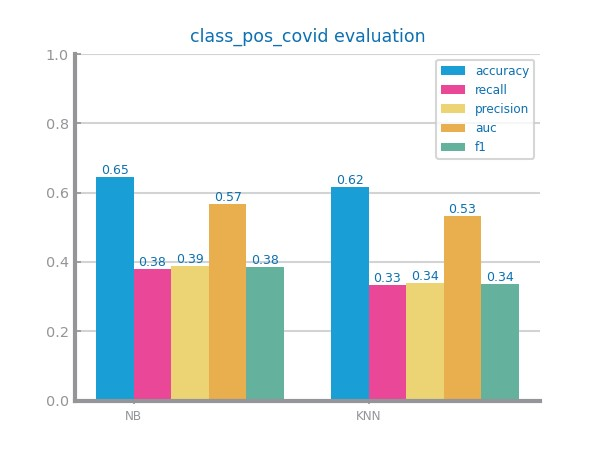 class_pos_covid evaluation
1.0
0.8
0.6
0.4
0.2
0.0
accuracy
recall
precision
auc
f1
0.65
0.38
0.39
0.57
0.38
0.62
0.33
0.34
0.53
0.34
NB
KNN